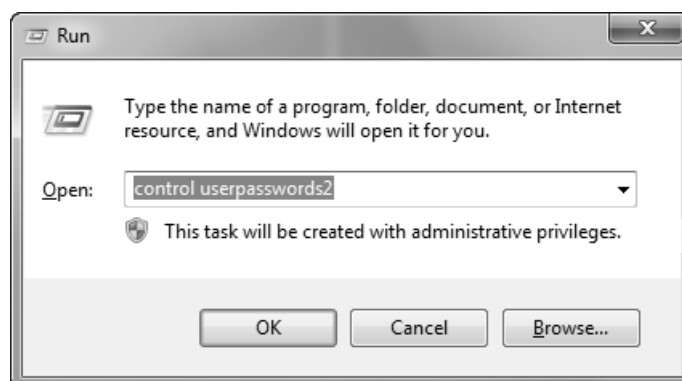 Run
X
Type the name of a program, folder, document, or Internet
resource, and Windows will open it for you.
Open: control userpasswords2
This task will be created with administrative privileges.
OK Cancel Browse...